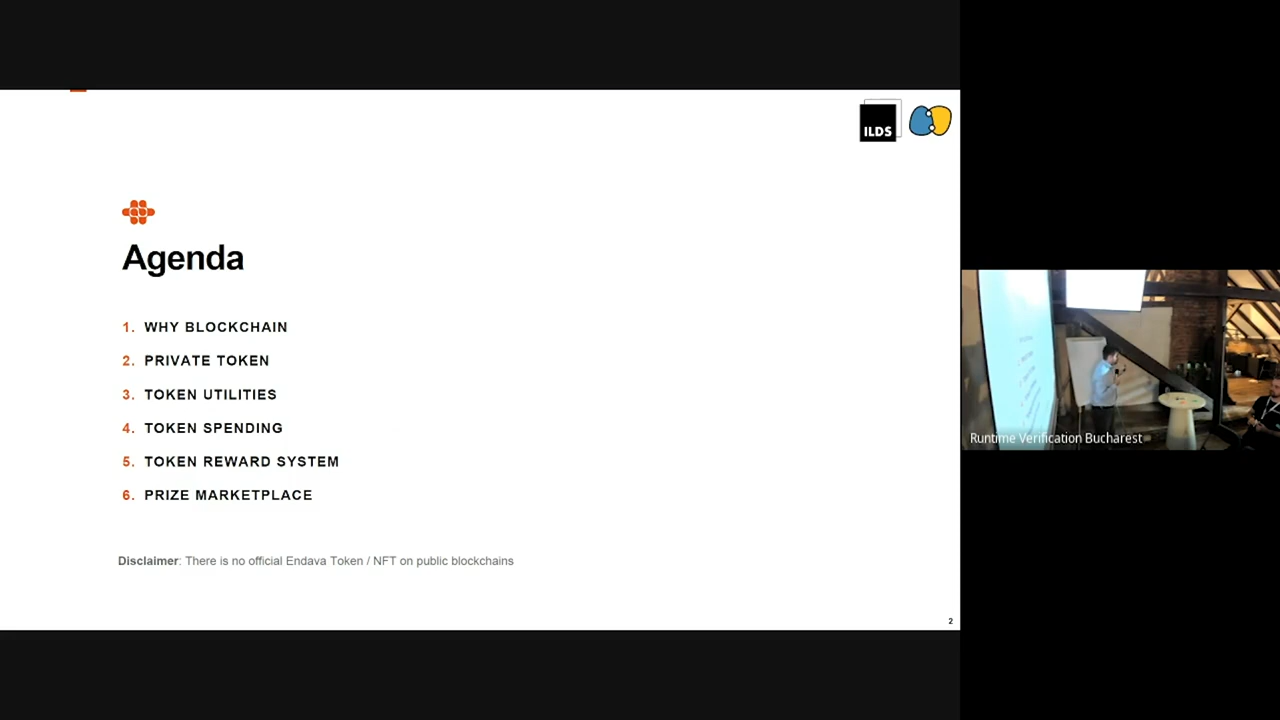 ILDS
Agenda
1. WHY BLOCKCHAIN
2. PRIVATE TOKEN
3. TOKEN UTILITIES
4. TOKEN SPENDING
5. TOKEN REWARD SYSTEM
6. PRIZE MARKETPLACE
Disclaimer: There is no official Endava Token / NFT on public blockchains
2
Runtime Verification Bucharest